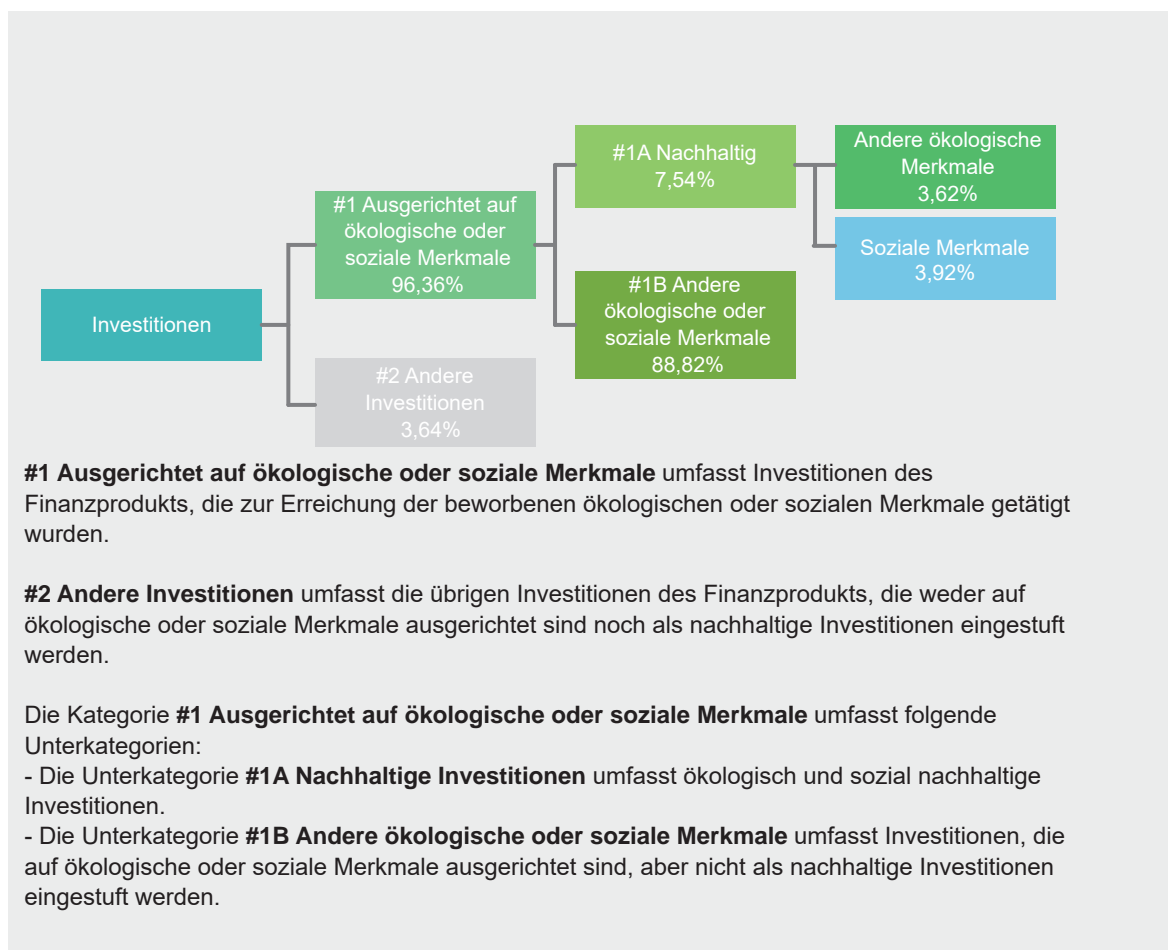 Investitionen
#1 Ausgerichtet auf
ökologische oder
soziale Merkmale
96,36%
#2 Andere
Investitionen
3,64%
#1A Nachhaltig
7,54%
#1B Andere
ökologische oder
soziale Merkmale
88,82%
Andere ökologische
Merkmale
3,62%
Soziale Merkmale
3,92%
#1 Ausgerichtet auf ökologische oder soziale Merkmale umfasst Investitionen des
Finanzprodukts, die zur Erreichung der beworbenen ökologischen oder sozialen Merkmale getätigt
wurden.
#2 Andere Investitionen umfasst die übrigen Investitionen des Finanzprodukts, die weder auf
ökologische oder soziale Merkmale ausgerichtet sind noch als nachhaltige Investitionen eingestuft
werden.
Die Kategorie #1 Ausgerichtet auf ökologische oder soziale Merkmale umfasst folgende
Unterkategorien:
- Die Unterkategorie #1A Nachhaltige Investitionen umfasst ökologisch und sozial nachhaltige
Investitionen.
- Die Unterkategorie #1B Andere ökologische oder soziale Merkmale umfasst Investitionen, die
auf ökologische oder soziale Merkmale ausgerichtet sind, aber nicht als nachhaltige Investitionen
eingestuft werden.